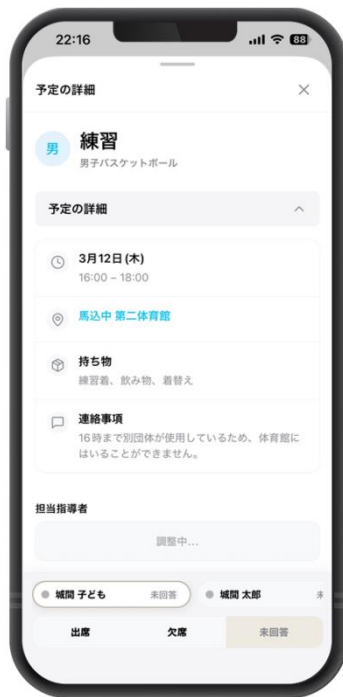 22:16
88
予定の詳細
男
練習
男子バスケットボール
予定の詳細
3月12日(木)
16:00 – 18:00
馬込中 第二体育館
持ち物
練習着、飲み物、着替え
連絡事項
16時まで別団体が使用しているため、体育館に
はいることができません。
担当指導者
調整中...
城間 子ども 未回答
城間 太郎 未
出席 欠席 未回答